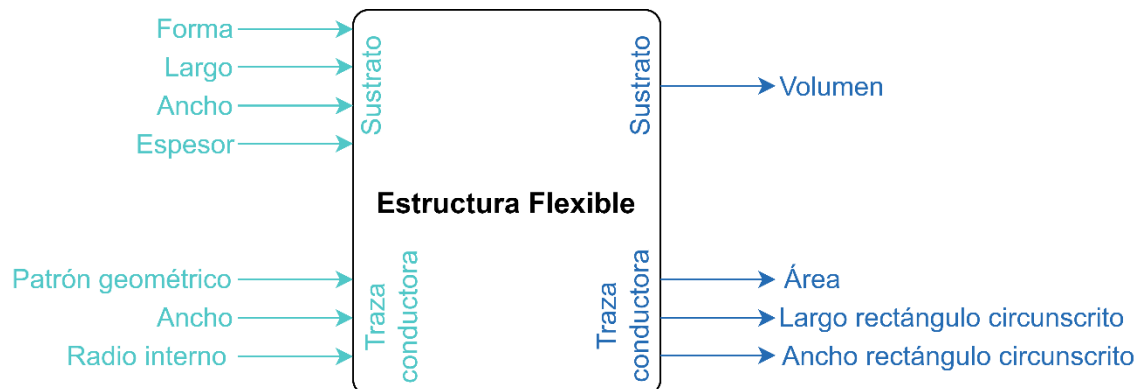 Forma
Largo
Ancho
Espesor
Sustrato
Sustrato
Volumen
Estructura Flexible
Patrón geométrico
Ancho
Radio interno
Traza
conductora
Traza
conductora
Área
Largo rectángulo circunscrito
Ancho rectángulo circunscrito